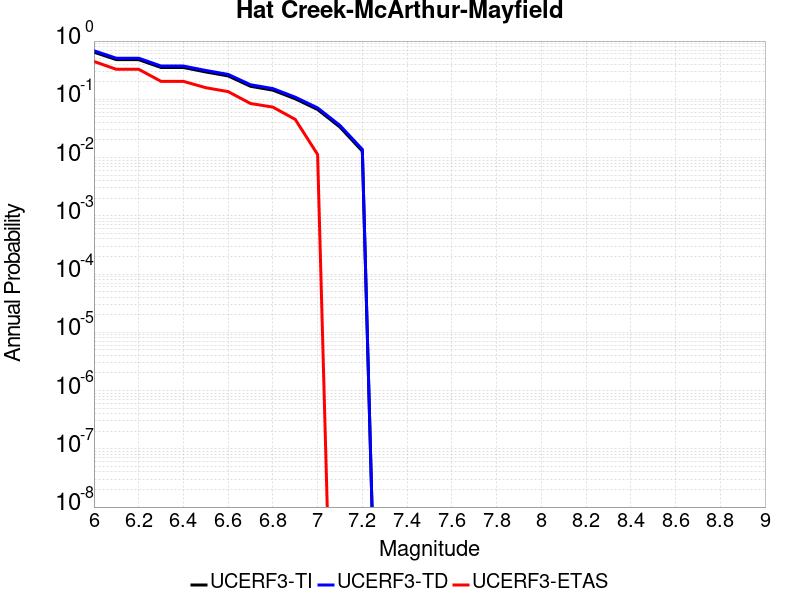 Hat Creek-McArthur-Mayfield
Annual Probability
10^0
10^-1
10^-2
10^-3
10^-4
10^-5
10^-6
10^-7
10^-8
6 6.2 6.4 6.6 6.8 7 7.2 7.4 7.6 7.8 8 8.2 8.4 8.6 8.8 9
Magnitude
UCERF3-TI UCERF3-TD UCERF3-ETAS